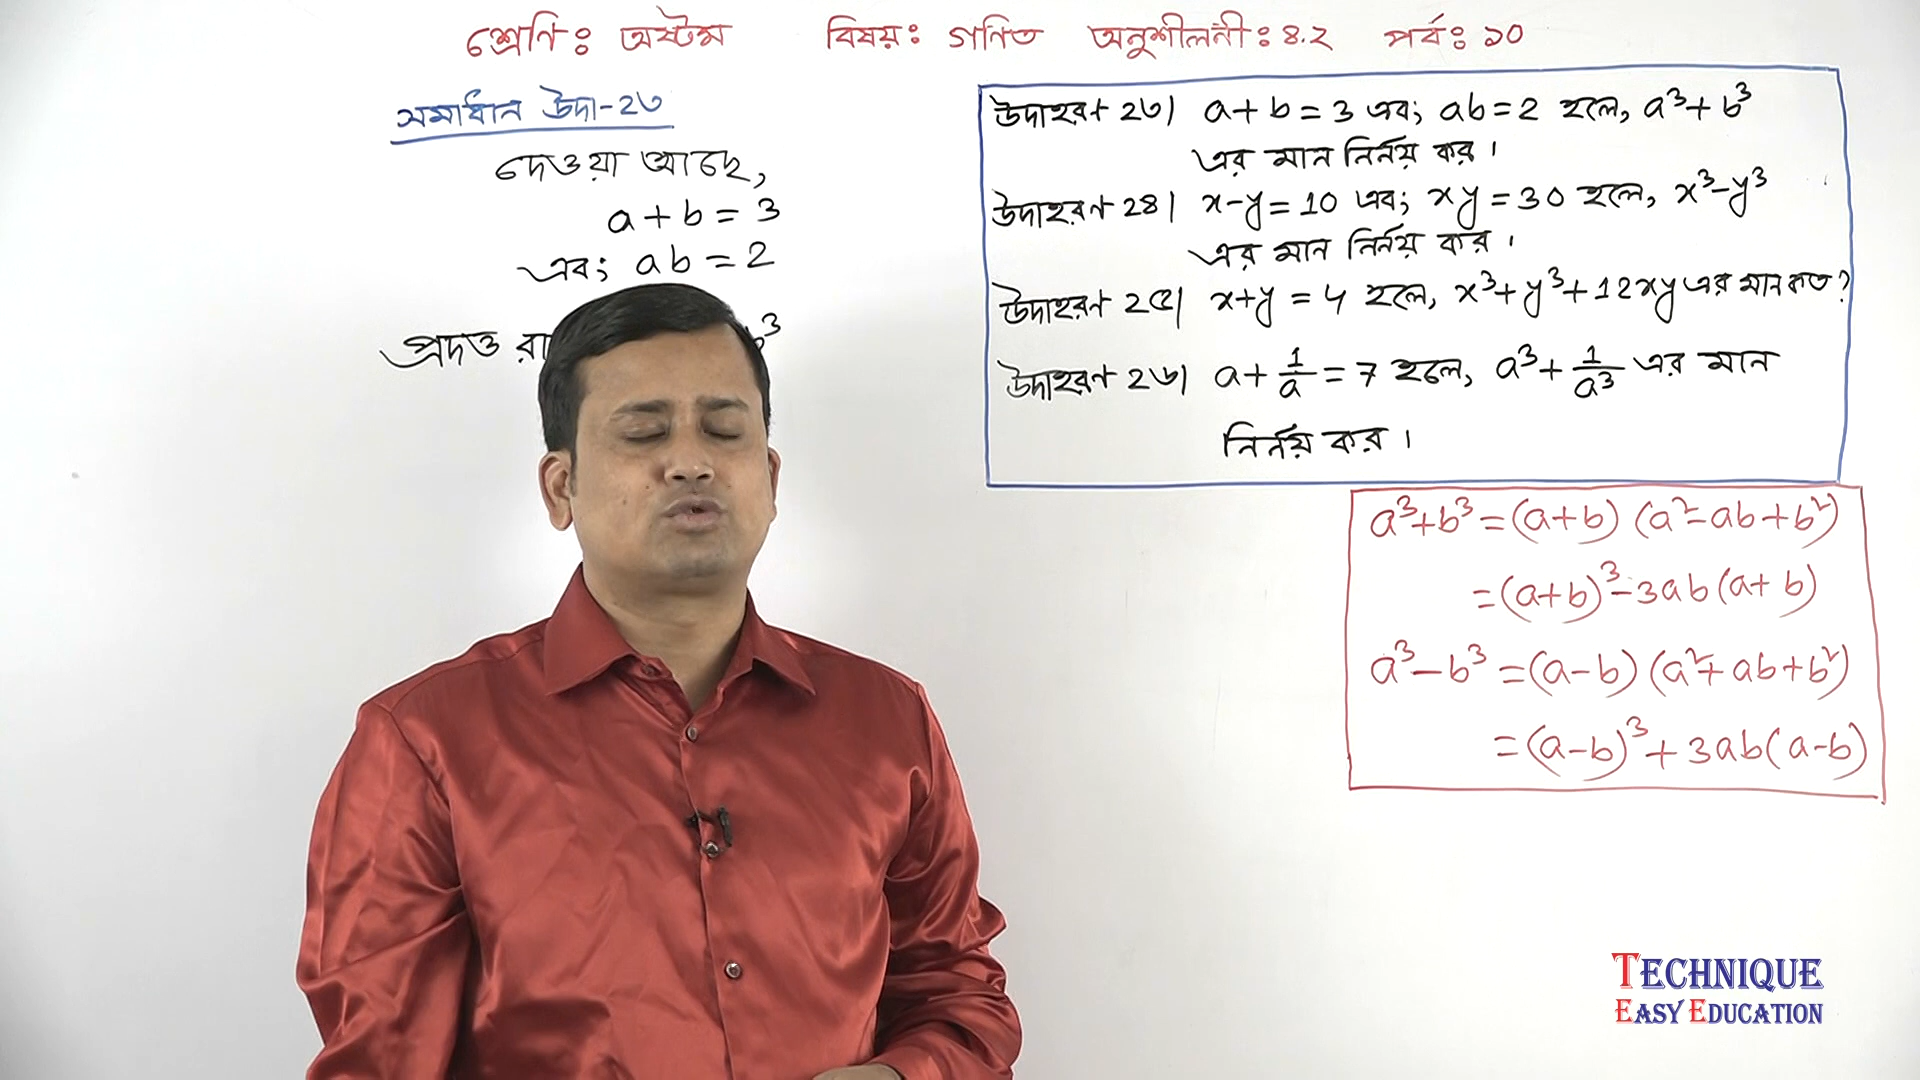 শ্রেণি: অষ্টম বিষয়: গণিত অনুশীলনী: ৪.২ পর্ব: ১০
সমাধান উদা-২৩
দেওয়া আছে,
a + b = 3
এবং ab = 2
প্রদত্ত রা
উদাহরণ ২৩। a + b = 3 এবং ab = 2 হলে, a³ + b³
এর মান নির্ণয় কর।
উদাহরণ ২৪। x - y = 10 এবং xy = 30 হলে, x³ - y³
এর মান নির্ণয় কর।
উদাহরণ ২৫। x + y = 4 হলে, x³ + y³ + 12xy এর মান কত?
উদাহরণ ২৬। a + 1/a = 7 হলে, a³ + 1/a³ এর মান
নির্ণয় কর।
a³ + b³ = (a + b) (a² - ab + b²)
= (a + b)³ - 3ab (a + b)
a³ - b³ = (a - b) (a² + ab + b²)
= (a - b)³ + 3ab (a - b)
TECHNIQUE
EASY EDUCATION